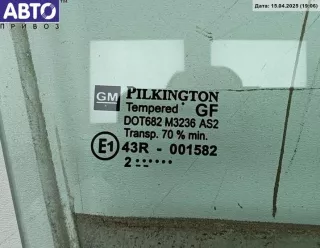 АВТО
ПРИВОЗ
Дата: 15.04.2025 (19:06)
GM PILKINGTON
Tempered GF
DOT682 M3236 AS2
Transp. 70 % min.
E1 43R - 001582
2